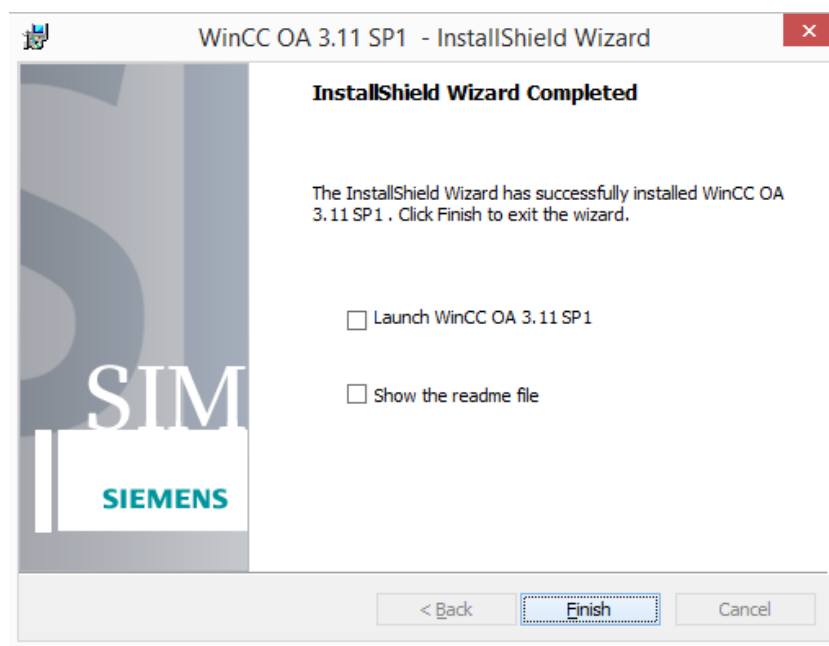 WinCC OA 3.11 SP1 - InstallShield Wizard
InstallShield Wizard Completed
The InstallShield Wizard has successfully installed WinCC OA
3.11 SP1 . Click Finish to exit the wizard.
Launch WinCC OA 3.11 SP1
Show the readme file
SIM
SIEMENS
< Back
Finish
Cancel